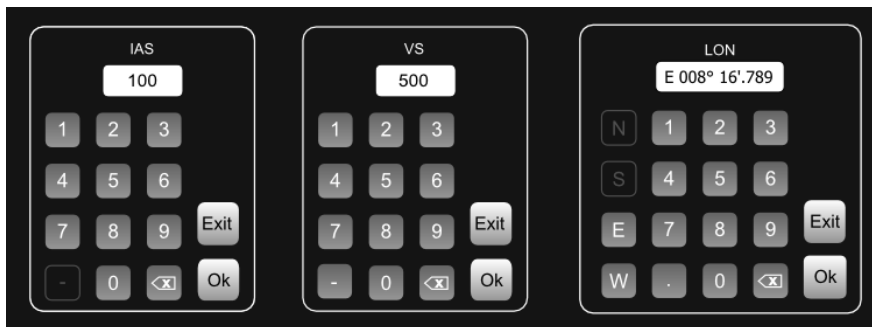 IAS
100
1 2 3
4 5 6
7 8 9 Exit
- 0 x Ok
VS
500
1 2 3
4 5 6
7 8 9 Exit
- 0 x Ok
LON
E 008° 16'.789
N 1 2 3
S 4 5 6
E 7 8 9 Exit
W . 0 x Ok